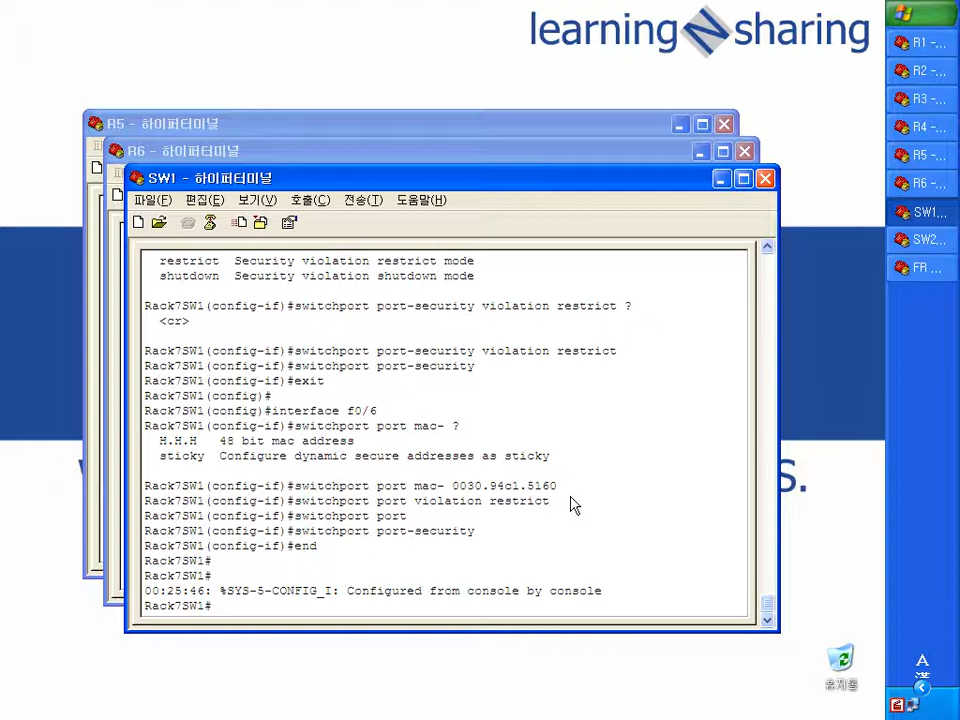 learning N sharing
R5 - 하이퍼터미널
R6 - 하이퍼터미널
SW1 - 하이퍼터미널
파일(F) 편집(E) 보기(V) 호출(C) 전송(T) 도움말(H)
restrict Security violation restrict mode
shutdown Security violation shutdown mode
Rack7SW1(config-if)#switchport port-security violation restrict ?
<cr>
Rack7SW1(config-if)#switchport port-security violation restrict
Rack7SW1(config-if)#switchport port-security
Rack7SW1(config-if)#exit
Rack7SW1(config)#
Rack7SW1(config)#interface f0/6
Rack7SW1(config-if)#switchport port mac- ?
H.H.H 48 bit mac address
sticky Configure dynamic secure addresses as sticky
Rack7SW1(config-if)#switchport port mac- 0030.94c1.5160
Rack7SW1(config-if)#switchport port violation restrict
Rack7SW1(config-if)#switchport port
Rack7SW1(config-if)#switchport port-security
Rack7SW1(config-if)#end
Rack7SW1#
Rack7SW1#
00:25:46: %SYS-5-CONFIG_I: Configured from console by console
Rack7SW1#
S.
휴지통
R1 -...
R2 -...
R3 -...
R4 -...
R5 -...
R6 -...
SW1...
SW2...
FR ...
A
漢